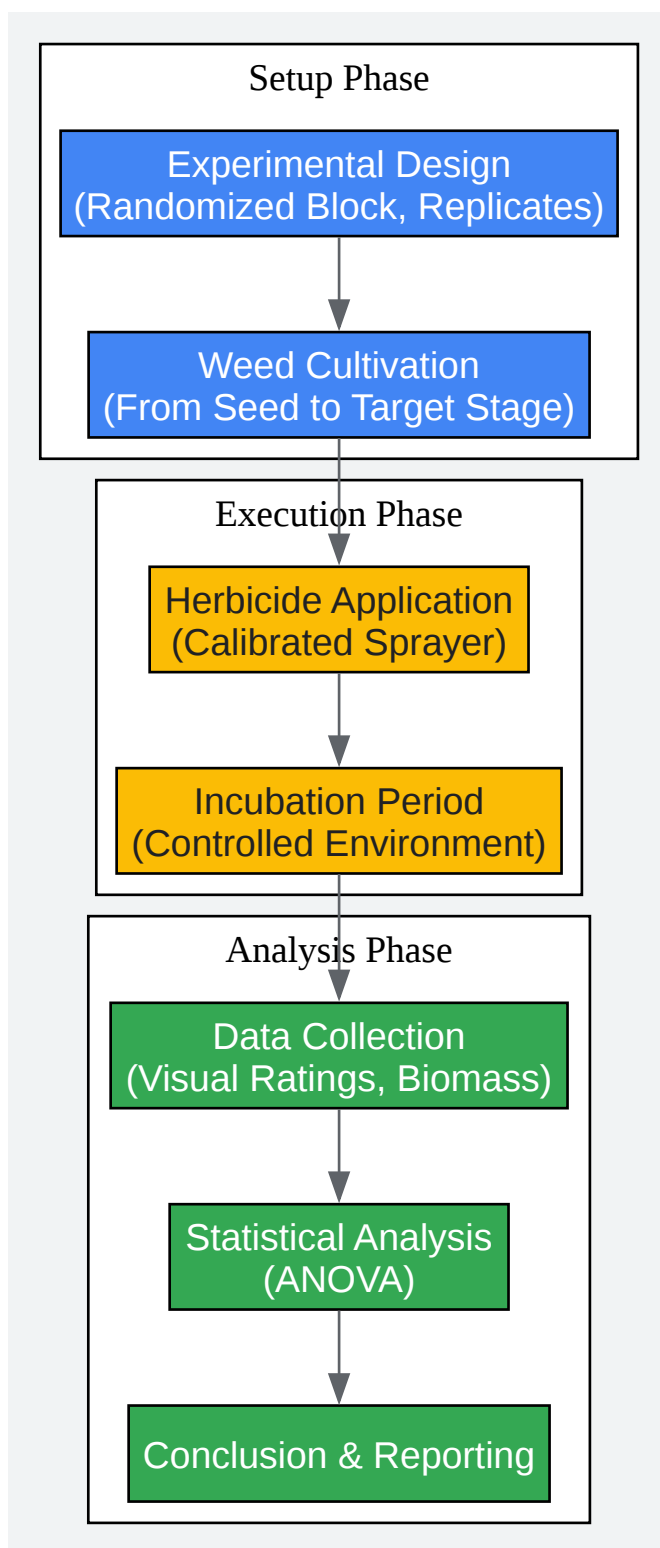 Setup Phase
Experimental Design
(Randomized Block, Replicates)
Weed Cultivation
(From Seed to Target Stage)
Execution Phase
Herbicide Application
(Calibrated Sprayer)
Incubation Period
(Controlled Environment)
Analysis Phase
Data Collection
(Visual Ratings, Biomass)
Statistical Analysis
(ANOVA)
Conclusion & Reporting